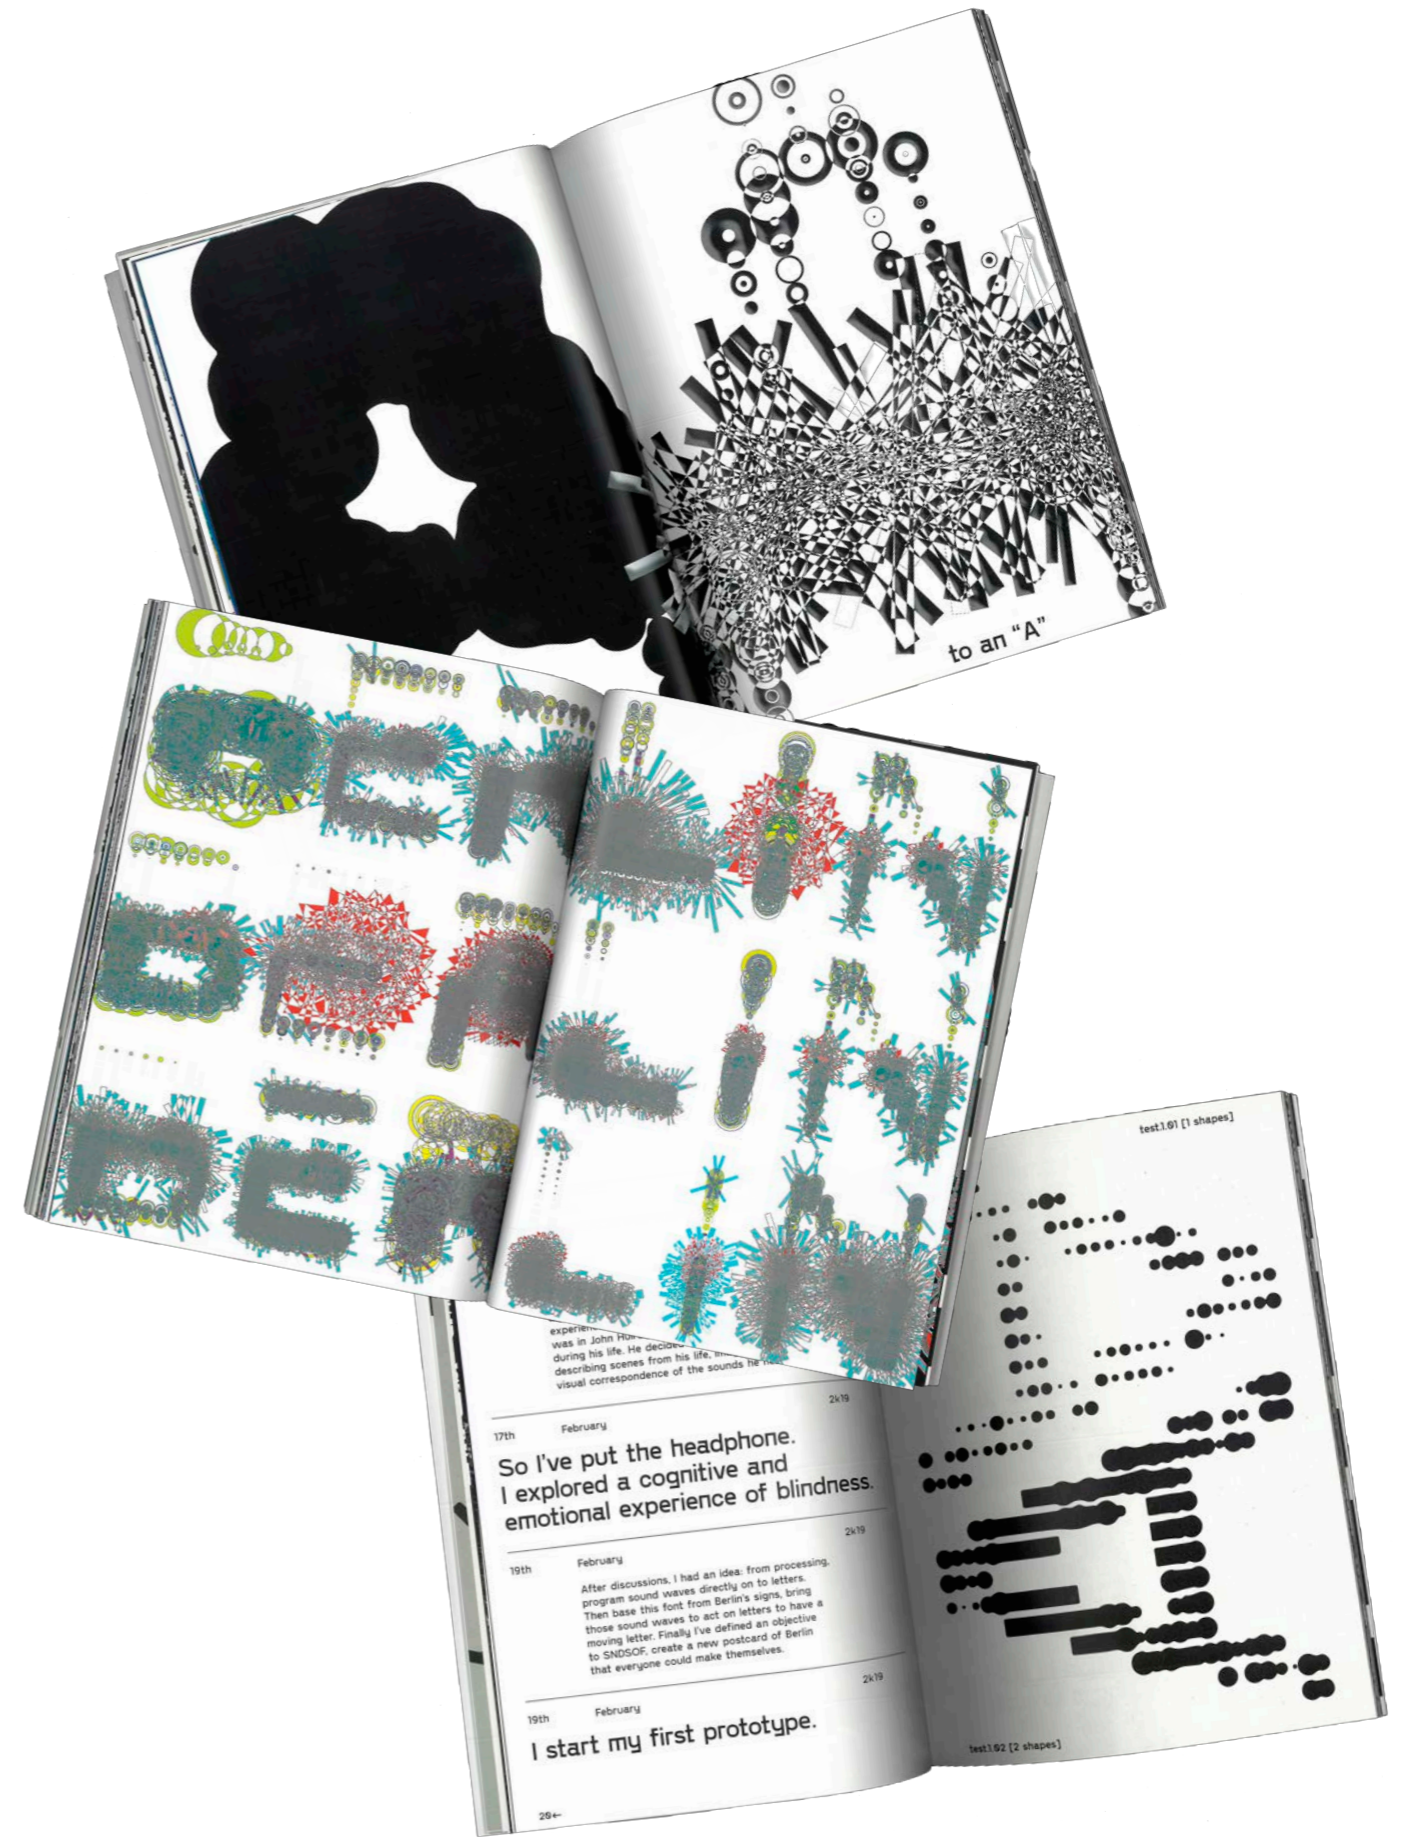 to an “A”
test.1.01 [1 shapes]
was in John
during his life. He decided
describing scenes from his life,
visual correspondence of the sounds he
2k19
17th February
So I've put the headphone.
I explored a cognitive and
emotional experience of blindness.
2k19
19th February
After discussions, I had an idea: from processing,
program sound waves directly on to letters.
Then base this font from Berlin's signs, bring
those sound waves to act on letters to have a
moving letter. Finally I've defined an objective
to SNDSOF, create a new postcard of Berlin
that everyone could make themselves.
2k19
19th February
I start my first prototype.
20←
test.1.02 [2 shapes]